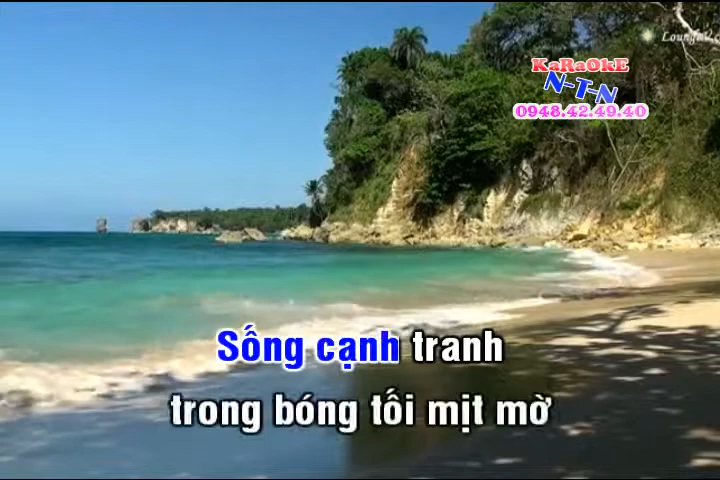 KaRaOkE
N-T-N
0948.42.49.40
Sống cạnh tranh
trong bóng tối mịt mờ